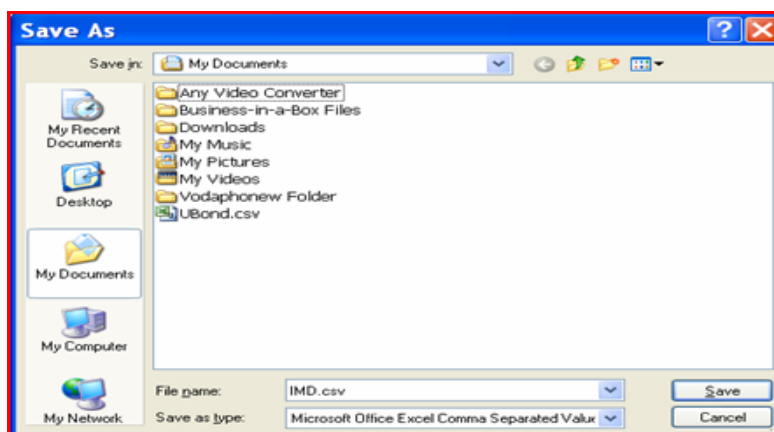 Save As
Save in:
My Documents
My Recent
Documents
Desktop
My Documents
My Computer
My Network
Any Video Converter
Business-in-a-Box Files
Downloads
My Music
My Pictures
My Videos
Vodaphonew Folder
UBond.csv
File name:
IMD.csv
Save
Save as type:
Microsoft Office Excel Comma Separated Value
Cancel